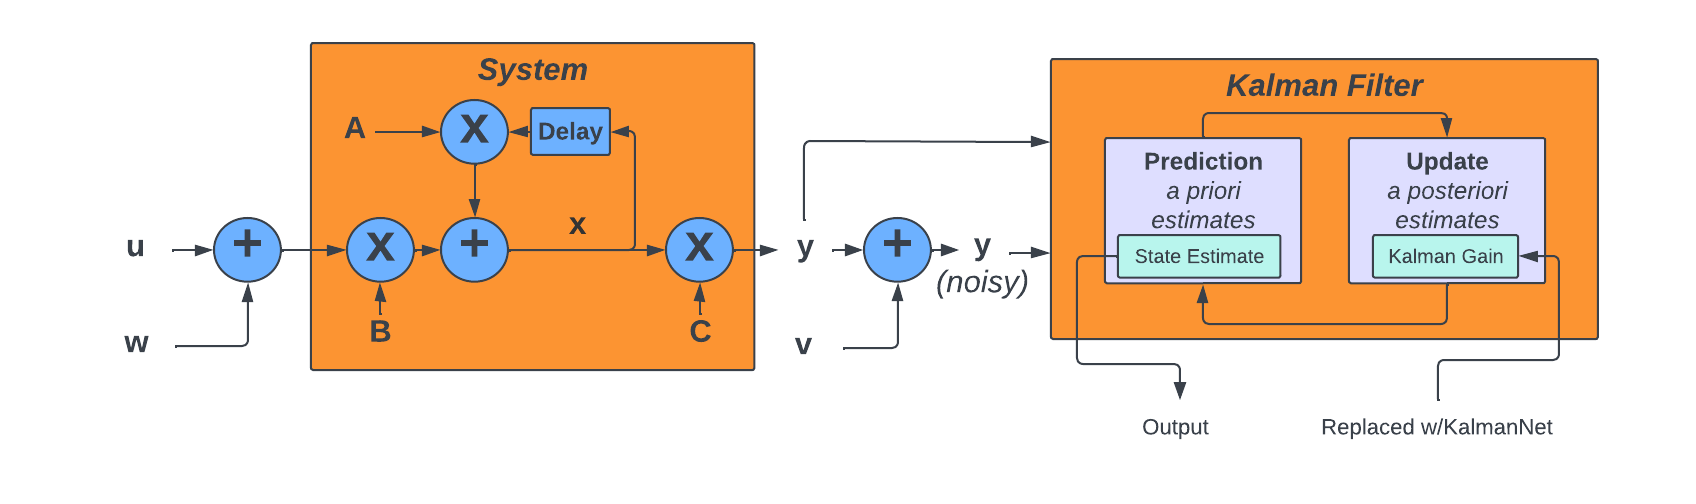 System
A
X
Delay
u
+
X
+
x
X
w
B
C
y
+
y
(noisy)
v
Kalman Filter
Prediction
a priori
estimates
State Estimate
Update
a posteriori
estimates
Kalman Gain
Output
Replaced w/KalmanNet